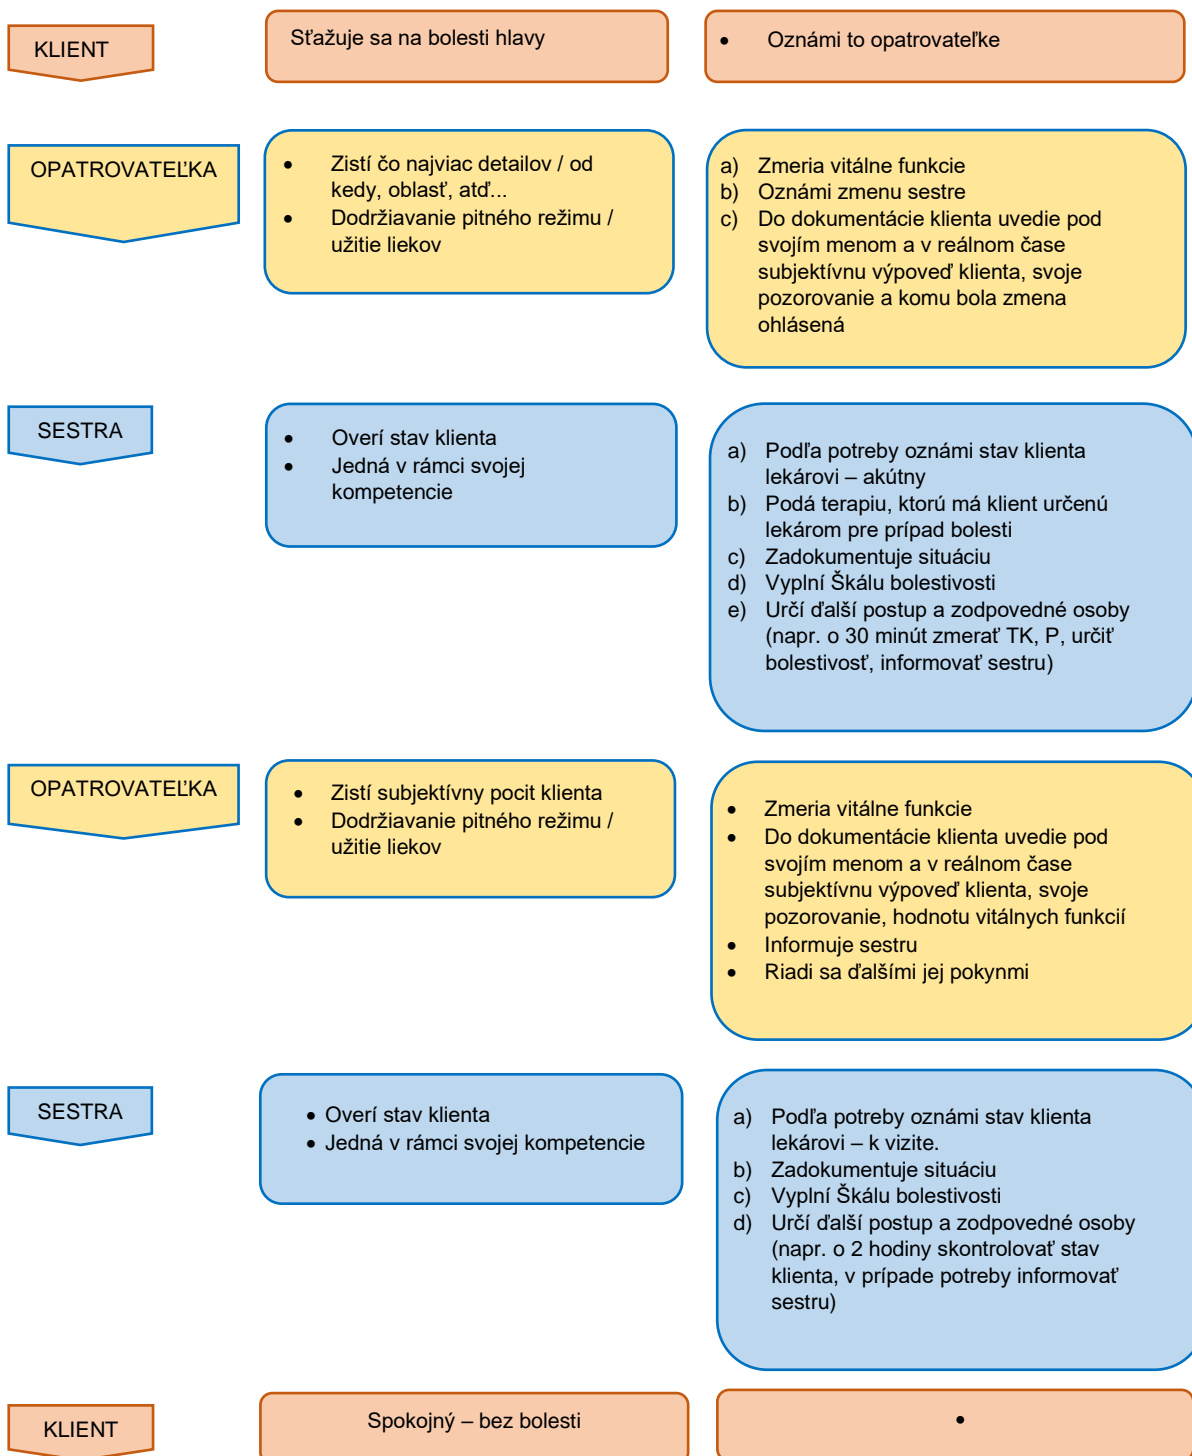 KLIENT
Sťažuje sa na bolesti hlavy
• Oznámi to opatrovateľke
OPATROVATEĽKA
• Zistí čo najviac detailov / od
kedy, oblasť, atď...
• Dodržiavanie pitného režimu /
užitie liekov
a) Zmeria vitálne funkcie
b) Oznámi zmenu sestre
c) Do dokumentácie klienta uvedie pod
svojím menom a v reálnom čase
subjektívnu výpoveď klienta, svoje
pozorovanie a komu bola zmena
ohlásená
SESTRA
• Overí stav klienta
• Jedná v rámci svojej
kompetencie
a) Podľa potreby oznámi stav klienta
lekárovi – akútny
b) Podá terapiu, ktorú má klient určenú
lekárom pre prípad bolesti
c) Zadokumentuje situáciu
d) Vyplní Škálu bolestivosti
e) Určí ďalší postup a zodpovedné osoby
(napr. o 30 minút zmerať TK, P, určiť
bolestivosť, informovať sestru)
OPATROVATEĽKA
• Zistí subjektívny pocit klienta
• Dodržiavanie pitného režimu /
užitie liekov
• Zmeria vitálne funkcie
• Do dokumentácie klienta uvedie pod
svojím menom a v reálnom čase
subjektívnu výpoveď klienta, svoje
pozorovanie, hodnotu vitálnych funkcií
• Informuje sestru
• Riadi sa ďalšími jej pokynmi
SESTRA
• Overí stav klienta
• Jedná v rámci svojej kompetencie
a) Podľa potreby oznámi stav klienta
lekárovi – k vizite.
b) Zadokumentuje situáciu
c) Vyplní Škálu bolestivosti
d) Určí ďalší postup a zodpovedné osoby
(napr. o 2 hodiny skontrolovať stav
klienta, v prípade potreby informovať
sestru)
KLIENT
Spokojný – bez bolesti
•